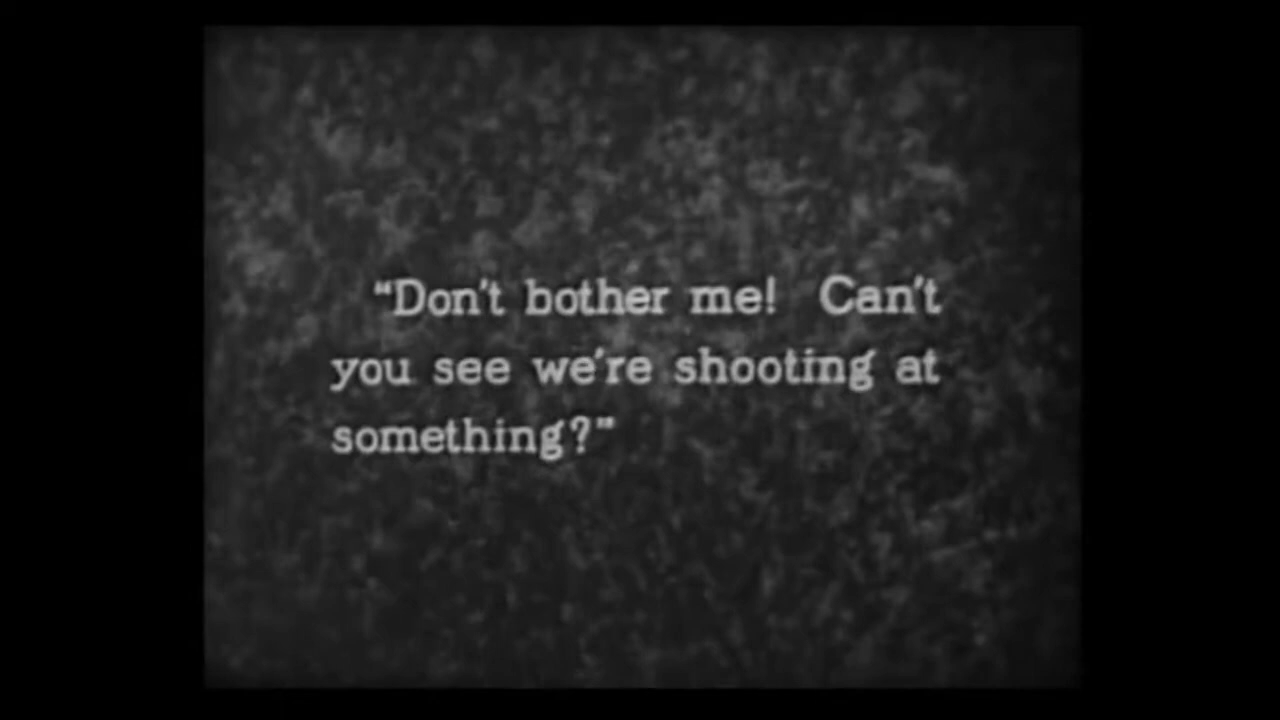 “Don't bother me!  Can't
you see we're shooting at
something?”